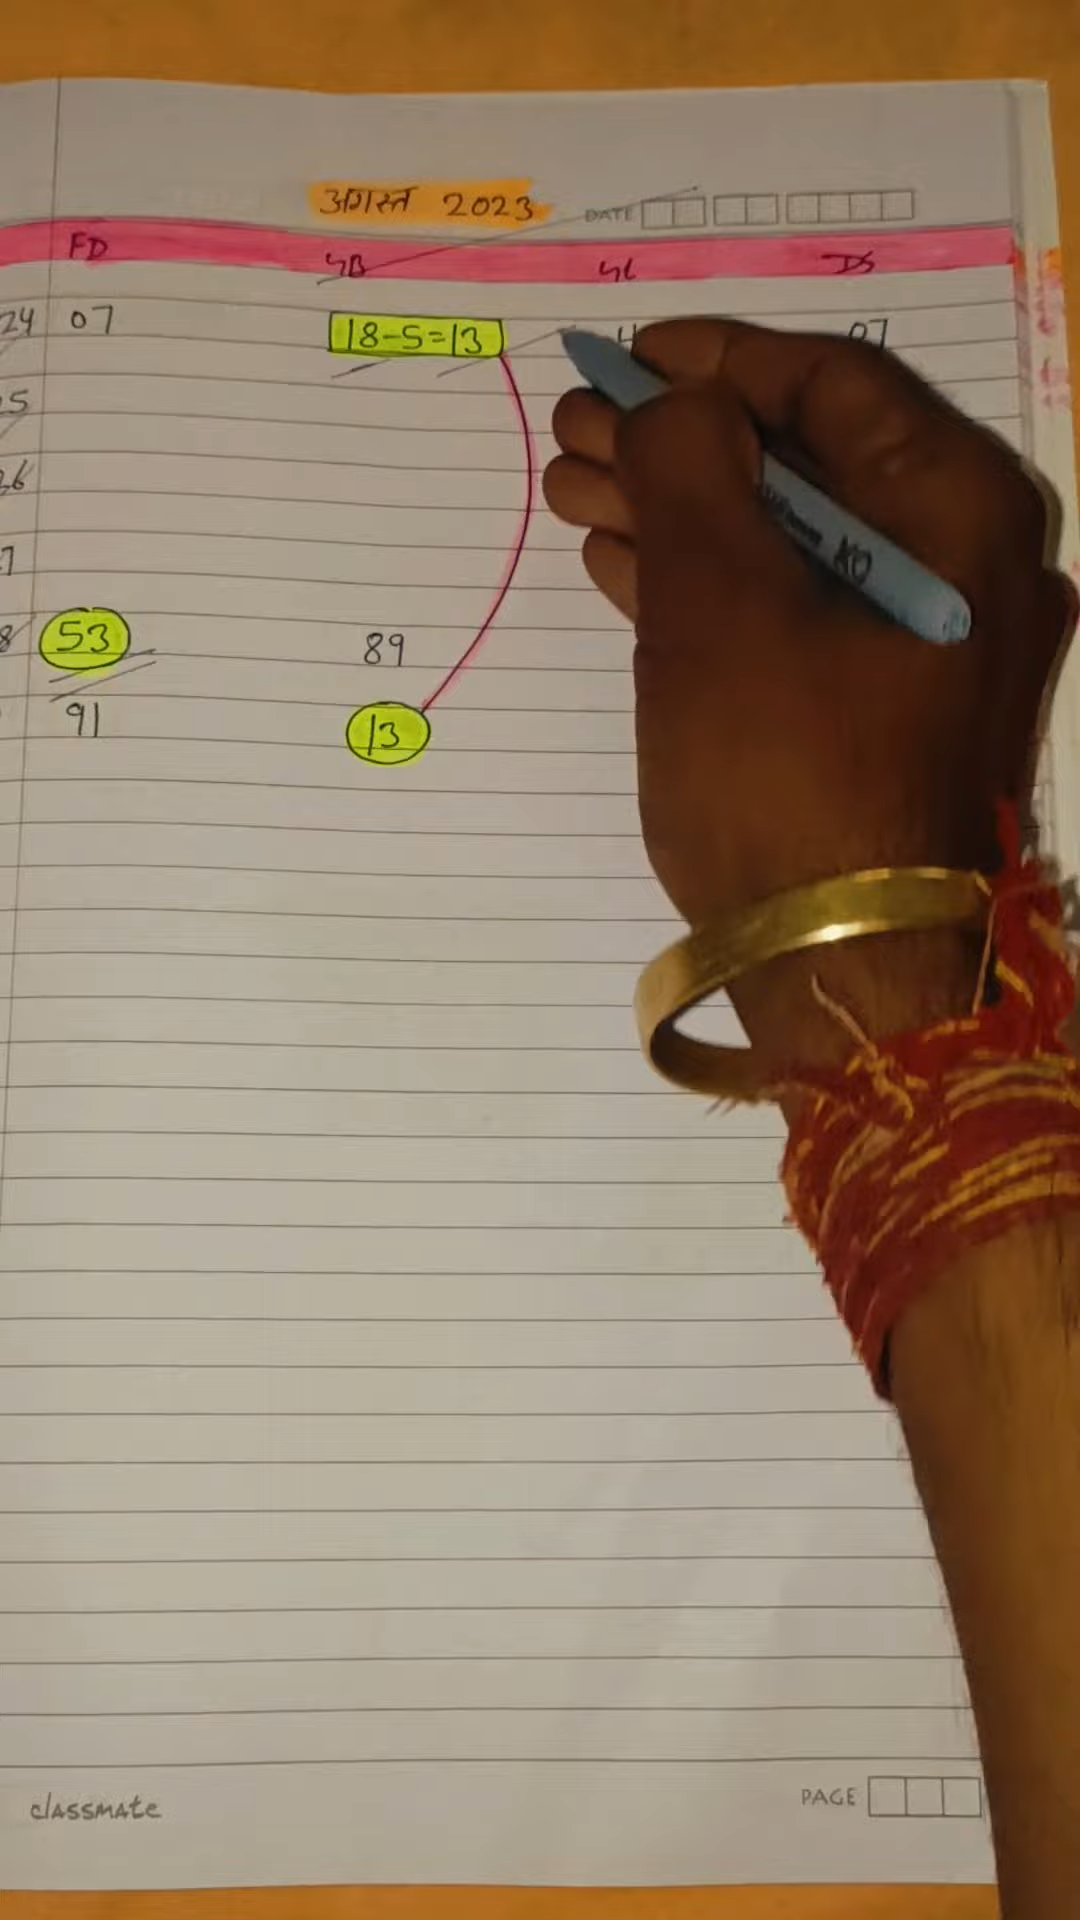 अगस्त 2023
DATE
FD GB GL DS
24 07 18-5=13 07
25
26
53 89
91 13
classmate PAGE